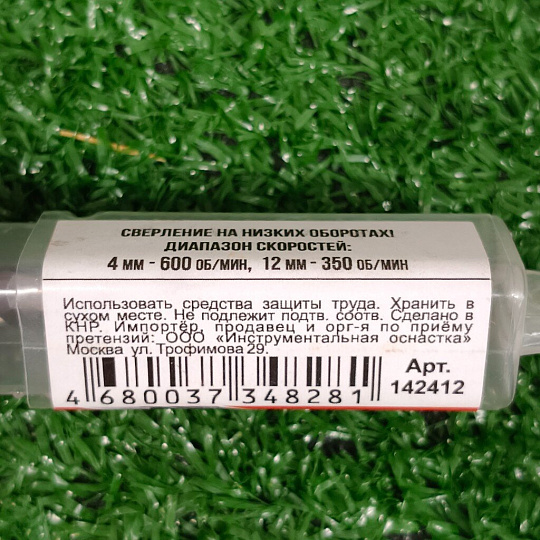 СВЕРЛЕНИЕ НА НИЗКИХ ОБОРОТАХ!
ДИАПАЗОН СКОРОСТЕЙ:
4 мм - 600 об/мин, 12 мм - 350 об/мин
Использовать средства защиты труда. Хранить в
сухом месте. Не подлежит подтв. соотв. Сделано в
КНР. Импортёр, продавец и орг-я по приёму
претензий: ООО «Инструментальная оснастка»
Москва ул. Трофимова 29.
Арт.
142412
4 680037 348281